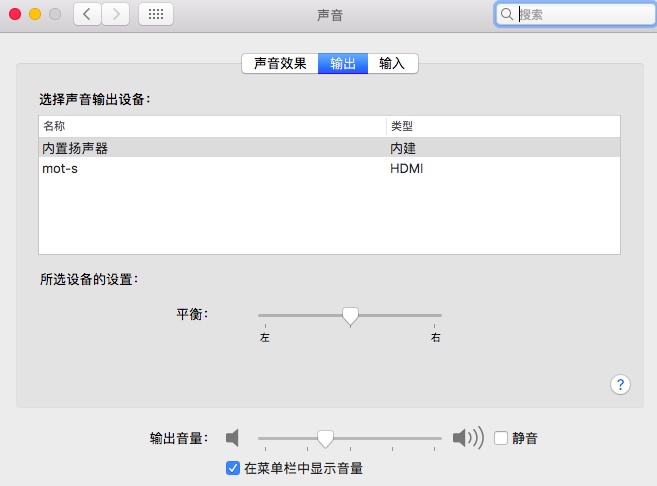 声音
搜索
声音效果 输出 输入
选择声音输出设备：
名称 类型
内置扬声器 内建
mot-s HDMI
所选设备的设置：
平衡：
左 右
?
输出音量： 静音
在菜单栏中显示音量